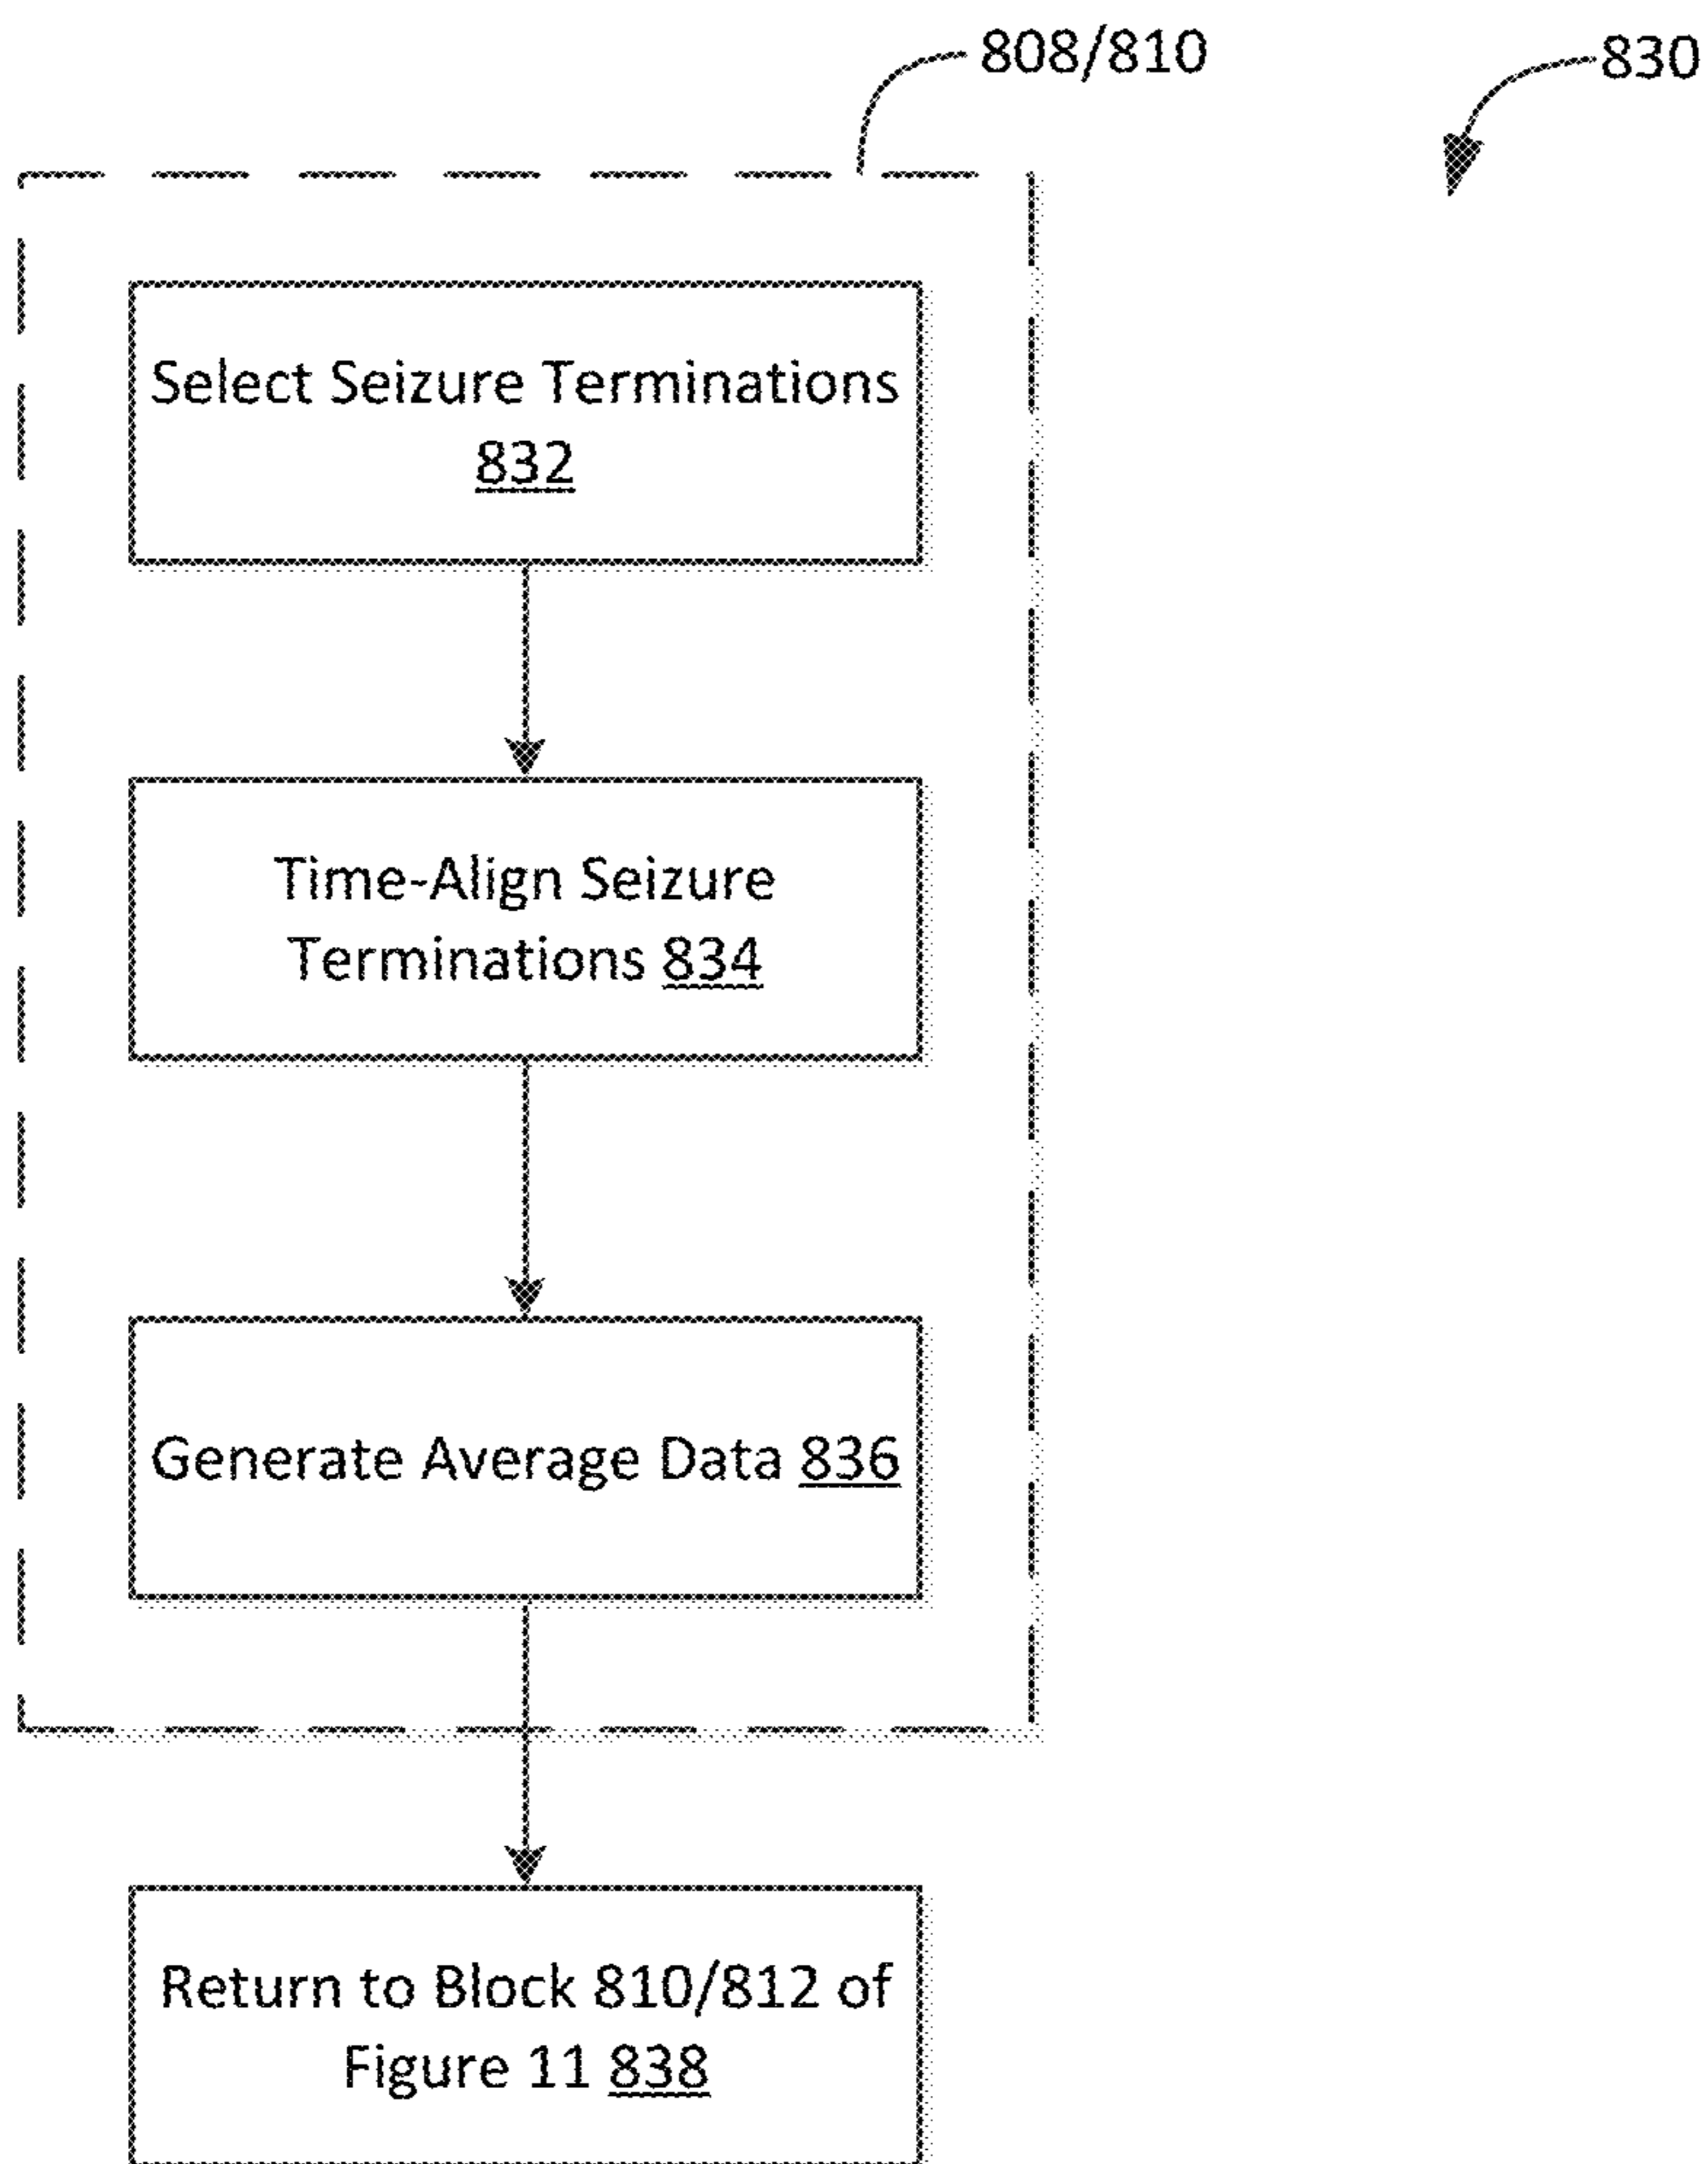 808/810
830
Select Seizure Terminations
832
Time-Align Seizure
Terminations 834
Generate Average Data 836
Return to Block 810/812 of
Figure 11 838